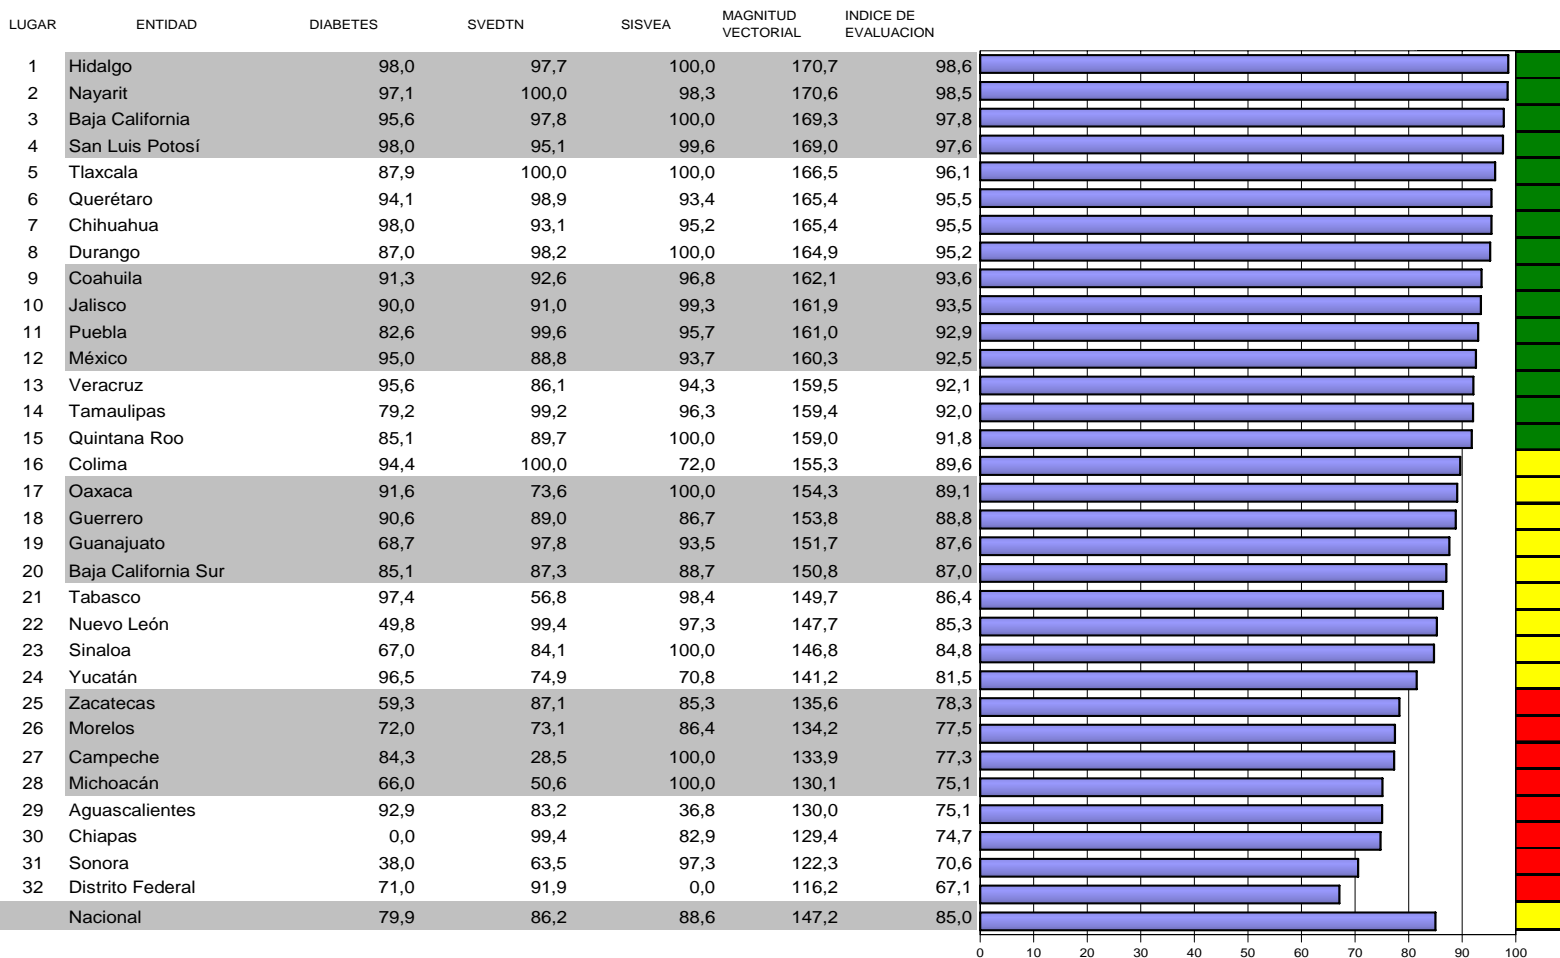 LUGAR ENTIDAD DIABETES SVEDTN SISVEA MAGNITUD VECTORIAL INDICE DE EVALUACION
1 Hidalgo 98,0 97,7 100,0 170,7 98,6
2 Nayarit 97,1 100,0 98,3 170,6 98,5
3 Baja California 95,6 97,8 100,0 169,3 97,8
4 San Luis Potosí 98,0 95,1 99,6 169,0 97,6
5 Tlaxcala 87,9 100,0 100,0 166,5 96,1
6 Querétaro 94,1 98,9 93,4 165,4 95,5
7 Chihuahua 98,0 93,1 95,2 165,4 95,5
8 Durango 87,0 98,2 100,0 164,9 95,2
9 Coahuila 91,3 92,6 96,8 162,1 93,6
10 Jalisco 90,0 91,0 99,3 161,9 93,5
11 Puebla 82,6 99,6 95,7 161,0 92,9
12 México 95,0 88,8 93,7 160,3 92,5
13 Veracruz 95,6 86,1 94,3 159,5 92,1
14 Tamaulipas 79,2 99,2 96,3 159,4 92,0
15 Quintana Roo 85,1 89,7 100,0 159,0 91,8
16 Colima 94,4 100,0 72,0 155,3 89,6
17 Oaxaca 91,6 73,6 100,0 154,3 89,1
18 Guerrero 90,6 89,0 86,7 153,8 88,8
19 Guanajuato 68,7 97,8 93,5 151,7 87,6
20 Baja California Sur 85,1 87,3 88,7 150,8 87,0
21 Tabasco 97,4 56,8 98,4 149,7 86,4
22 Nuevo León 49,8 99,4 97,3 147,7 85,3
23 Sinaloa 67,0 84,1 100,0 146,8 84,8
24 Yucatán 96,5 74,9 70,8 141,2 81,5
25 Zacatecas 59,3 87,1 85,3 135,6 78,3
26 Morelos 72,0 73,1 86,4 134,2 77,5
27 Campeche 84,3 28,5 100,0 133,9 77,3
28 Michoacán 66,0 50,6 100,0 130,1 75,1
29 Aguascalientes 92,9 83,2 36,8 130,0 75,1
30 Chiapas 0,0 99,4 82,9 129,4 74,7
31 Sonora 38,0 63,5 97,3 122,3 70,6
32 Distrito Federal 71,0 91,9 0,0 116,2 67,1
Nacional 79,9 86,2 88,6 147,2 85,0
0 10 20 30 40 50 60 70 80 90 100